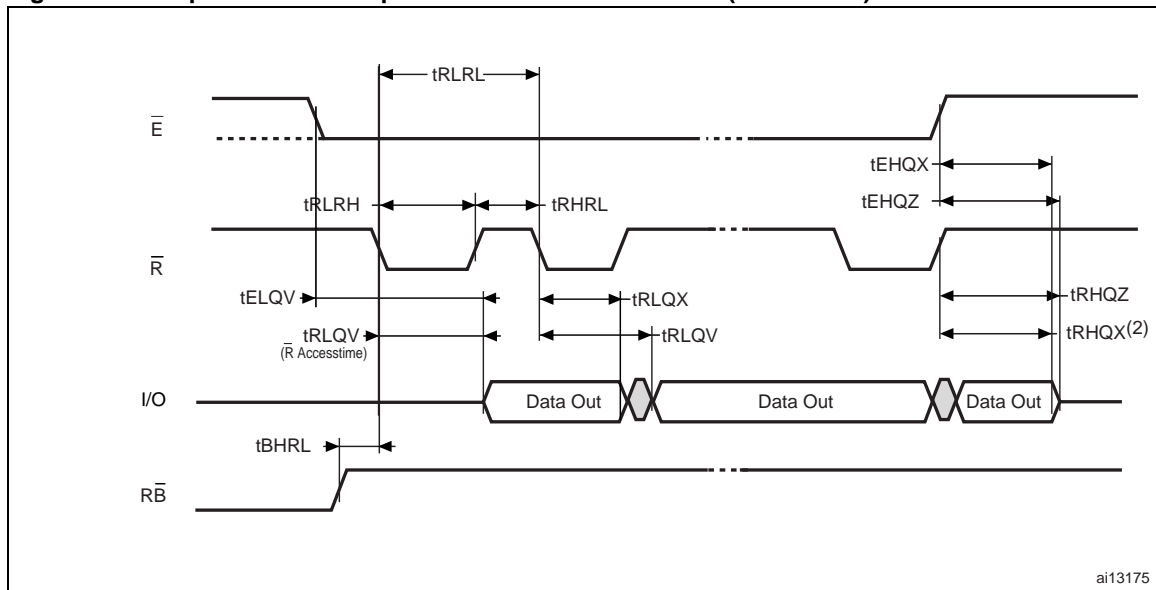 tRLRL
E̅
tEHQX
tEHQZ
tRLRH
tRHRL
R̅
tELQV
tRLQX
tRHQZ
tRLQV
(R̅ Accesstime)
tRLQV
tRHQX(2)
I/O
Data Out
Data Out
Data Out
tBHRL
RB̅
ai13175